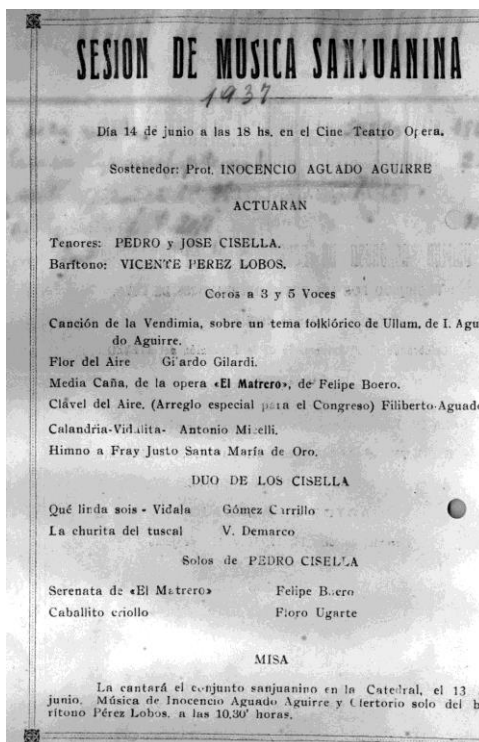 SESION DE MUSICA SANJUANINA
1937
Día 14 de junio a las 18 hs. en el Cine Teatro Opera.
Sostenedor: Prof. INOCENCIO AGUADO AGUIRRE
ACTUARAN
Tenores: PEDRO y JOSE CISELLA.
Barítono: VICENTE PEREZ LOBOS.
Coros a 3 y 5 Voces
Canción de la Vendimia, sobre un tema folklórico de Ullum, de I. Agu
do Aguirre.
Flor del Aire Gilardo Gilardi.
Media Caña, de la opera «El Matrero», de Felipe Boero.
Clavel del Aire. (Arreglo especial para el Congreso) Filiberto-Aguado
Calandria-Vidalita- Antonio
Himno a Fray Justo Santa María de Oro.
DUO DE LOS CISELLA
Qué linda sois - Vidala Gómez Carrillo
La churita del tuscal V. Demarco
Solos de PEDRO CISELLA
Serenata de «El Matrero» Felipe Boero
Caballito criollo Floro Ugarte
MISA
La cantará el conjunto sanjuanino en la Catedral, el 13
junio. Música de Inocencio Aguado Aguirre y Ofertorio solo del b
rítono Pérez Lobos, a las 10,30' horas.